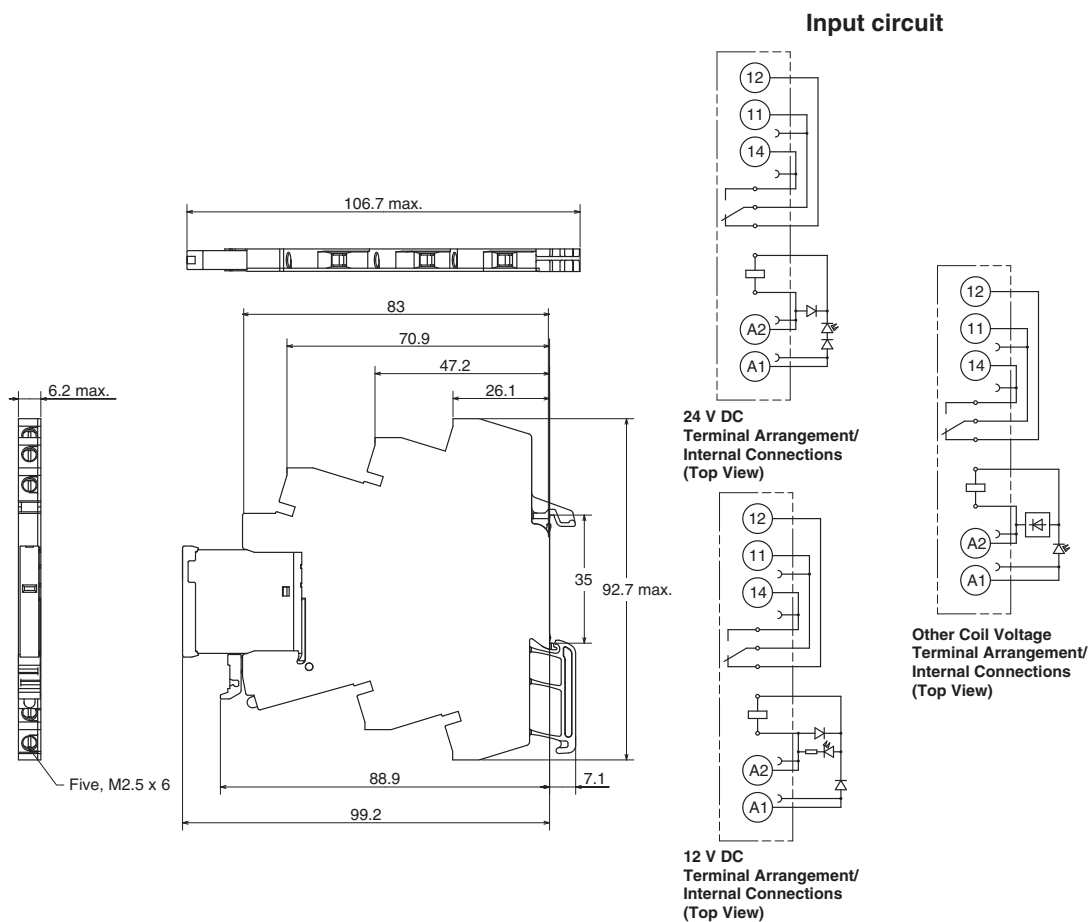 Input circuit
106.7 max.
83
70.9
47.2
26.1
6.2 max.
35
92.7 max.
Five, M2.5 x 6
88.9
7.1
99.2
12
11
14
A2
A1
24 V DC
Terminal Arrangement/
Internal Connections
(Top View)
12
11
14
A2
A1
12 V DC
Terminal Arrangement/
Internal Connections
(Top View)
12
11
14
A2
A1
Other Coil Voltage
Terminal Arrangement/
Internal Connections
(Top View)